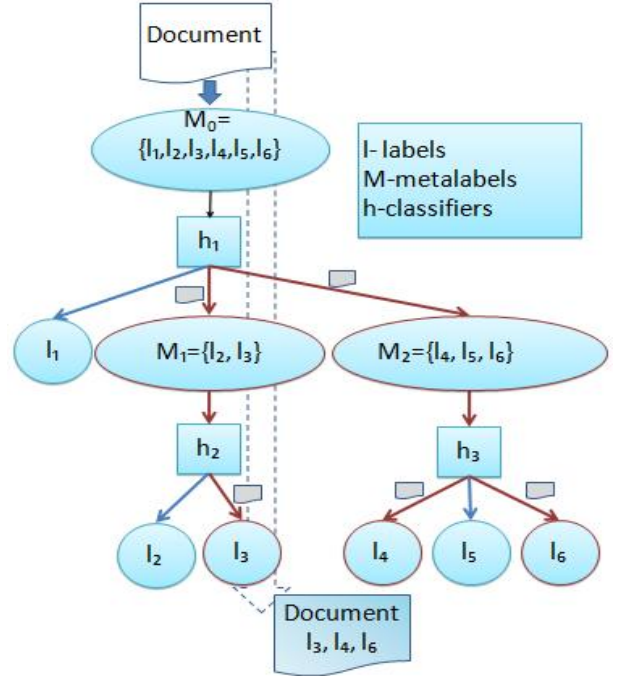 Document
M₀=
{l₁,l₂,l₃,l₄,l₅,l₆}
l- labels
M-metalabels
h-classifiers
h₁
l₁
M₁={l₂, l₃}
M₂={l₄, l₅, l₆}
h₂
h₃
l₂
l₃
l₄
l₅
l₆
Document
l₃, l₄, l₆